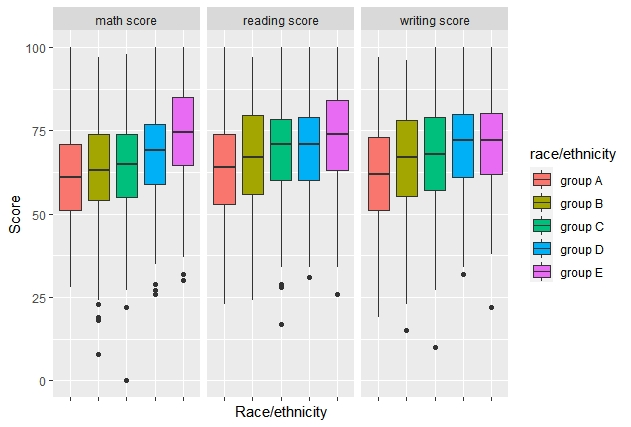 math score
reading score
writing score
100
75
50
25
0
Score
Race/ethnicity
race/ethnicity
group A
group B
group C
group D
group E